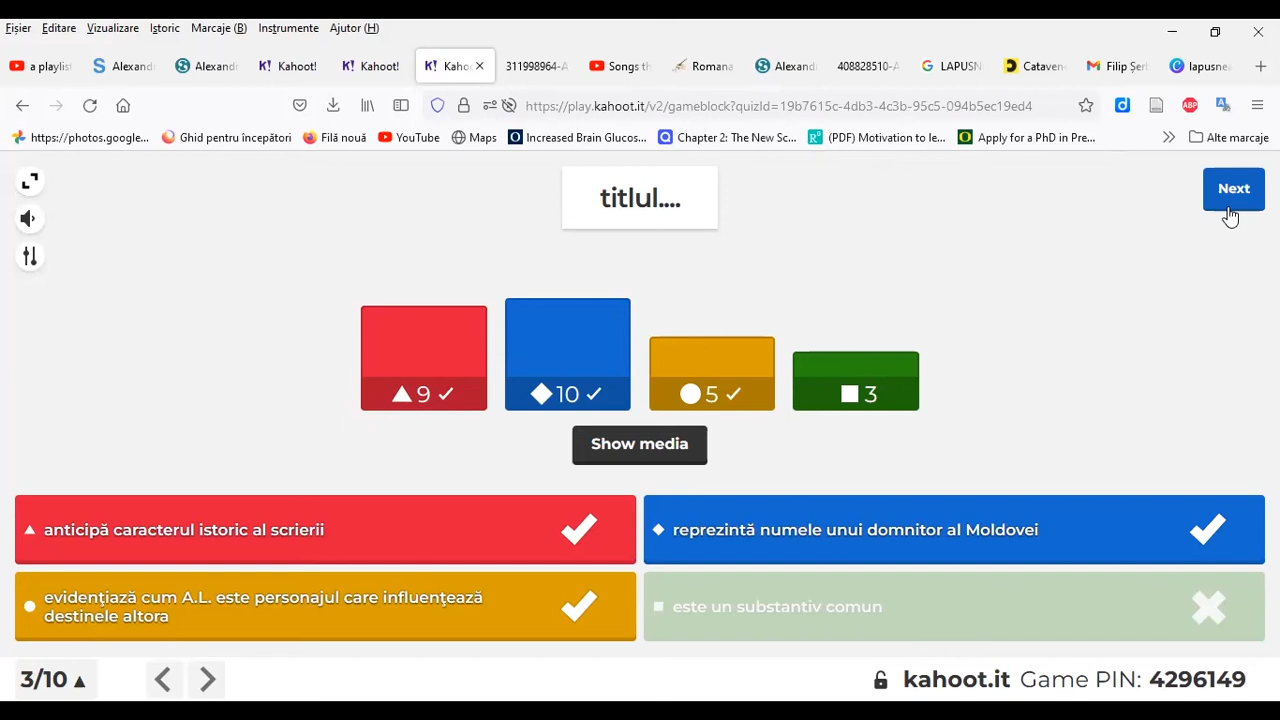 Fișier Editare Vizualizare Istoric Marcaje (B) Instrumente Ajutor (H)
a playlist Alexand Alexand Kahoot! Kahoot! Kahoo 311998964-A Songs th Romana Alexand 408828510-A LAPUSN Catavene Filip Șer lapusnea
https://play.kahoot.it/v2/gameblock?quizId=19b7615c-4db3-4c3b-95c5-094b5ec19ed4
https://photos.google... Ghid pentru începători Filă nouă YouTube Maps Increased Brain Glucos... Chapter 2: The New Sc... (PDF) Motivation to le... Apply for a PhD in Pre... Alte marcaje
titlul....
Next
9 10 5 3
Show media
anticipă caracterul istoric al scrierii
reprezintă numele unui domnitor al Moldovei
evidenţiază cum A.L. este personajul care influenţează
destinele altora
este un substantiv comun
3/10 kahoot.it Game PIN: 4296149